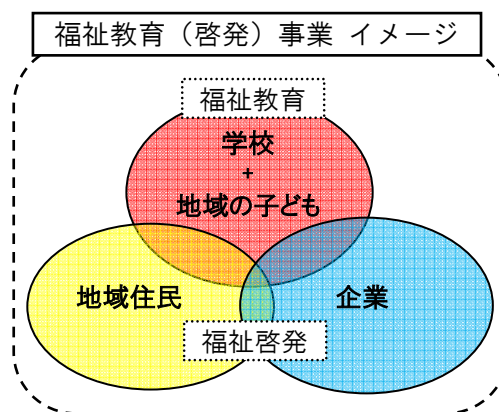 福祉教育（啓発）事業 イメージ
福祉教育
学校
+
地域の子ども
地域住民
企業
福祉啓発